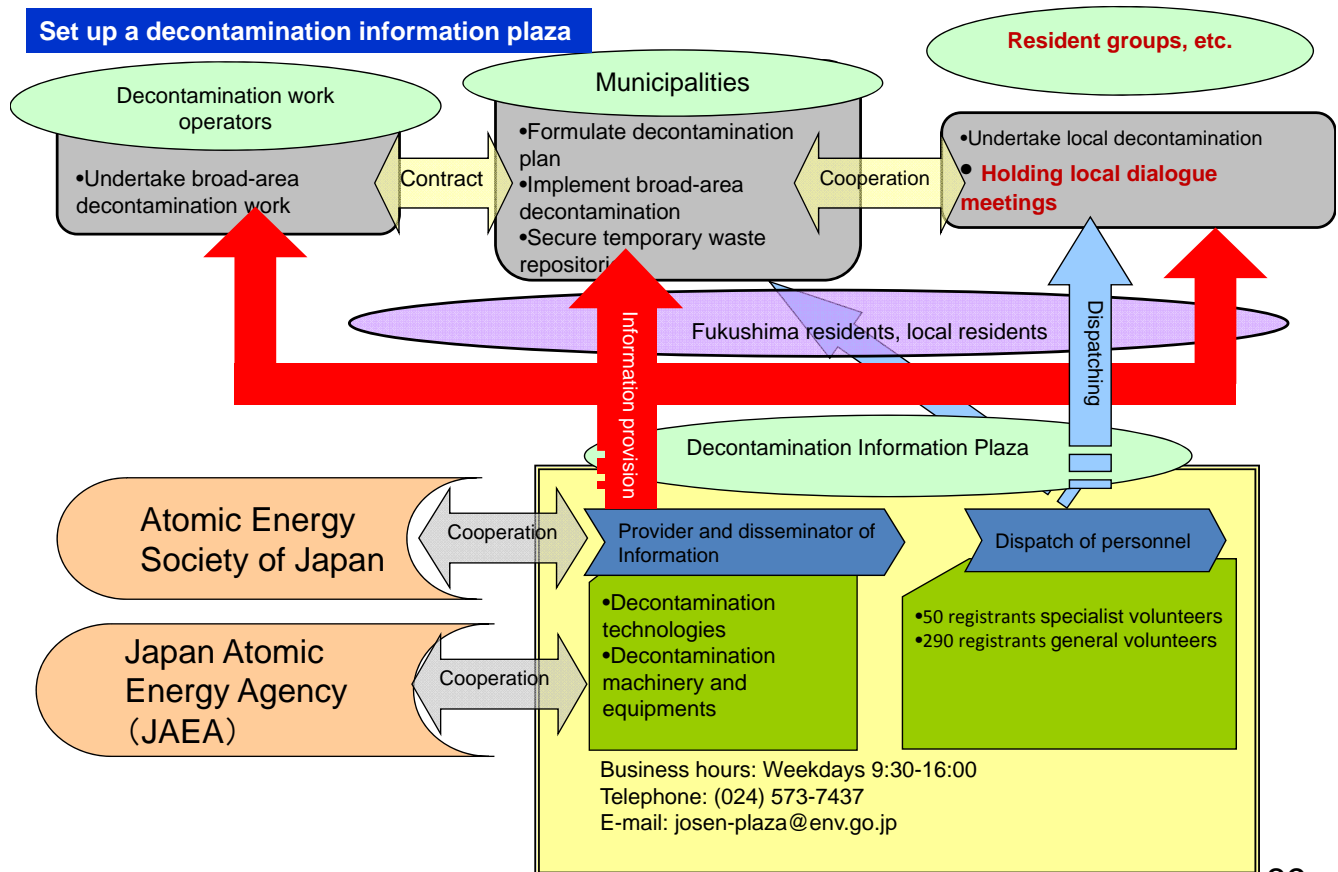 Set up a decontamination information plaza
Resident groups, etc.
Decontamination work
operators
•Undertake broad-area
decontamination work
Contract
Municipalities
•Formulate decontamination
plan
•Implement broad-area
decontamination
•Secure temporary waste
Cooperation
•Undertake local decontamination
• Holding local dialogue
meetings
Fukushima residents, local residents
Information provision
Dispatching
Decontamination Information Plaza
Atomic Energy
Society of Japan
Cooperation
Provider and disseminator of
Information
Dispatch of personnel
•Decontamination
technologies
•Decontamination
machinery and
equipments
•50 registrants specialist volunteers
•290 registrants general volunteers
Japan Atomic
Energy Agency
（JAEA）
Cooperation
Business hours: Weekdays 9:30-16:00
Telephone: (024) 573-7437
E-mail: josen-plaza@env.go.jp